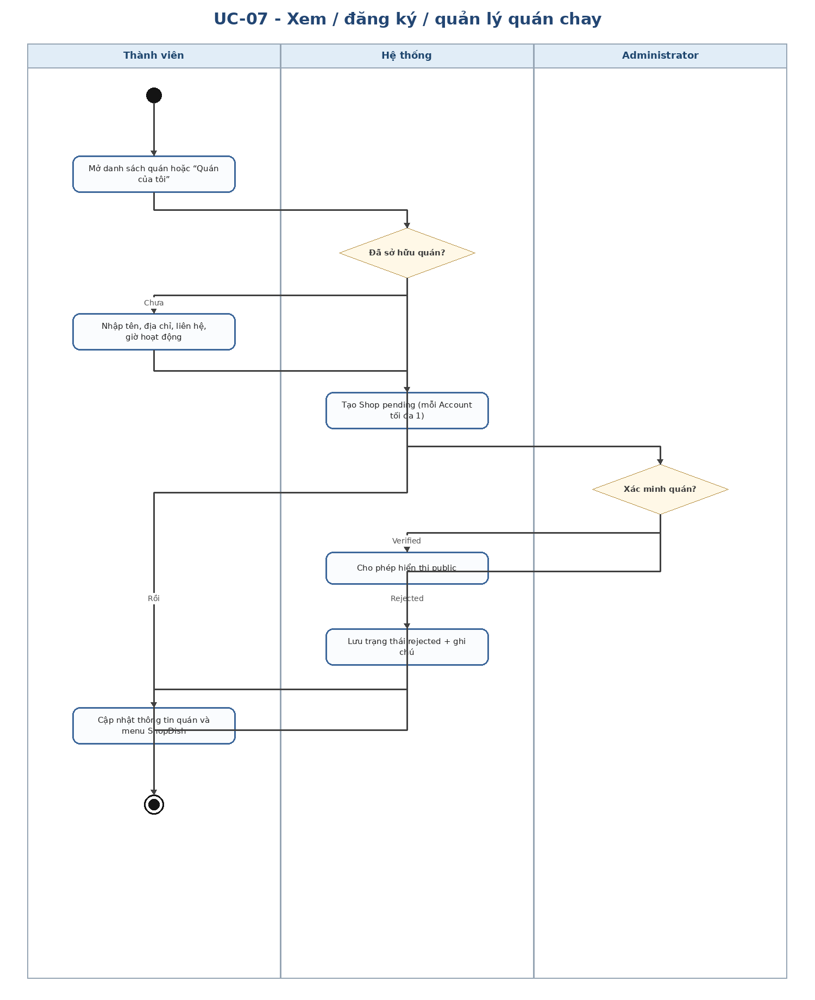 UC-07 - Xem / đăng ký / quản lý quán chay
Thành viên
Hệ thống
Administrator
Mở danh sách quán hoặc “Quán
của tôi”
Đã sở hữu quán?
Chưa
Nhập tên, địa chỉ, liên hệ,
giờ hoạt động
Tạo Shop pending (mỗi Account
tối đa 1)
Xác minh quán?
Verified
Cho phép hiển thị public
Rồi
Rejected
Lưu trạng thái rejected + ghi
chú
Cập nhật thông tin quán và
menu ShopDish